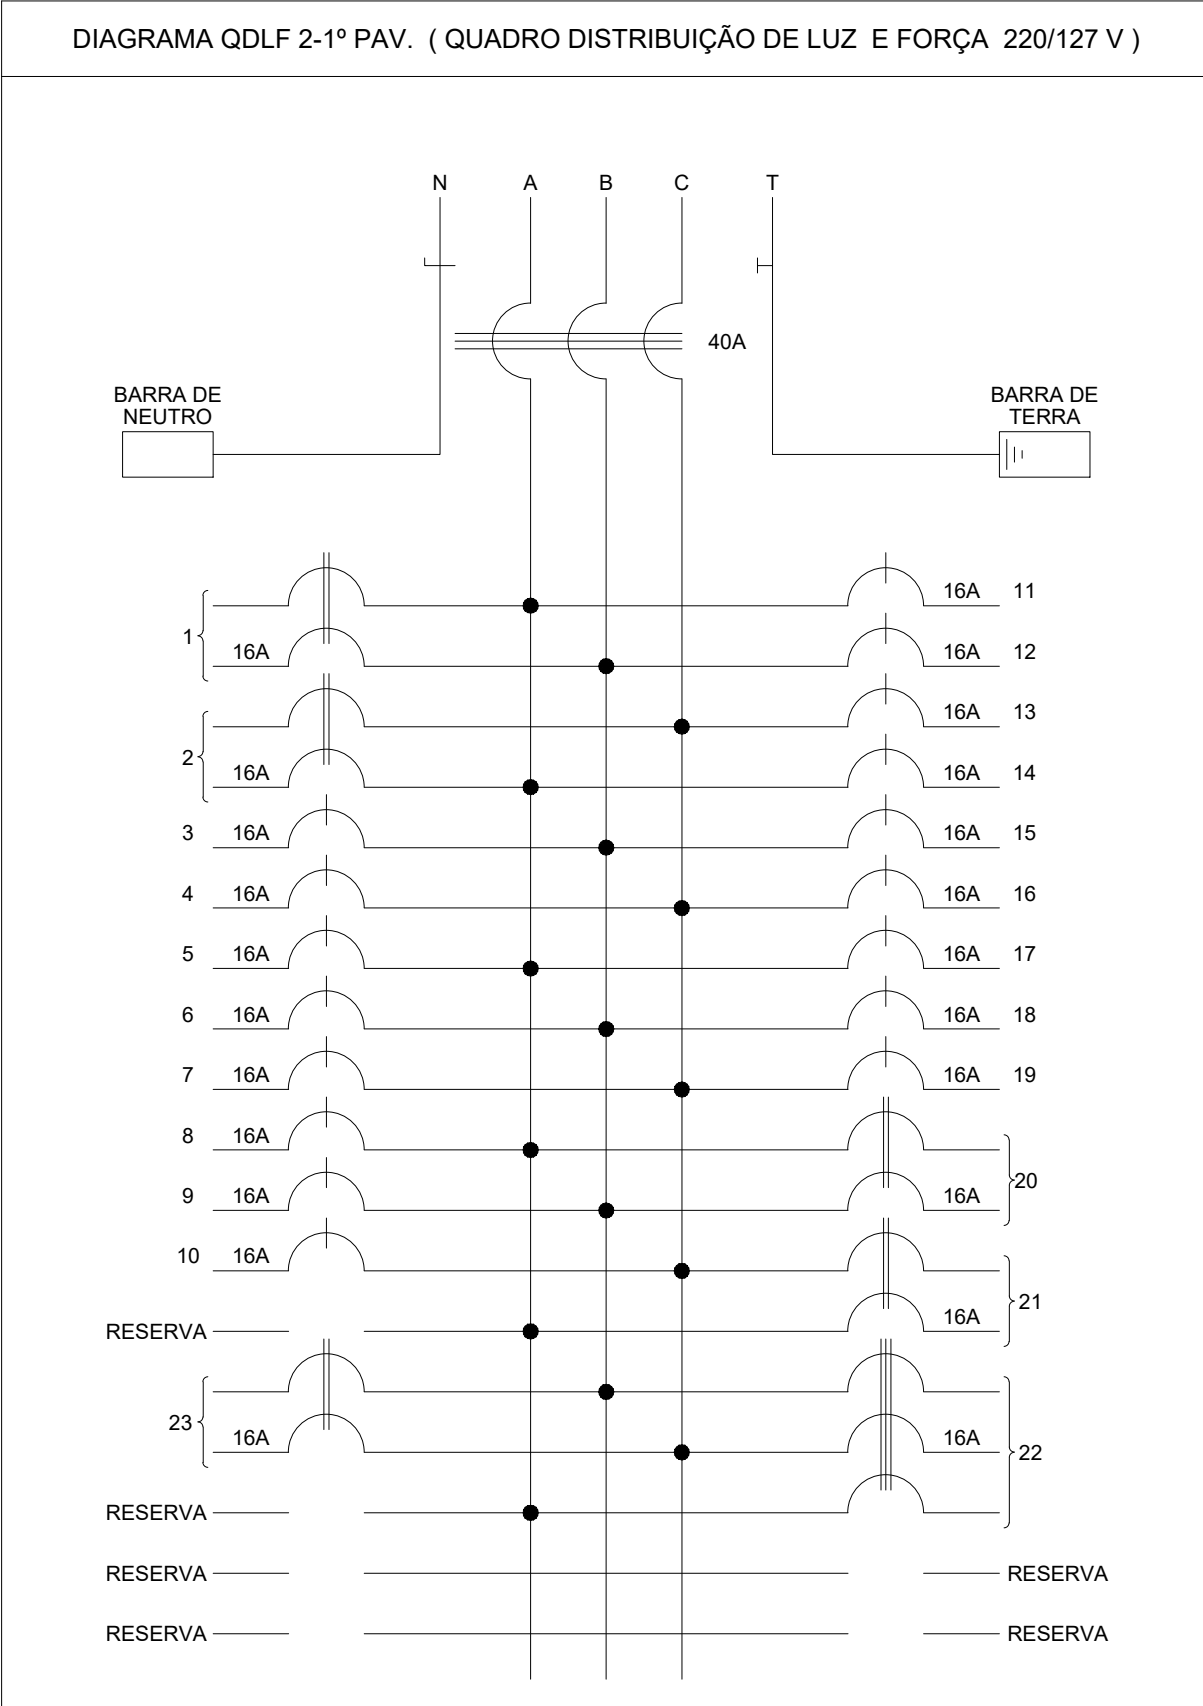 DIAGRAMA QDLF 2-1º PAV. ( QUADRO DISTRIBUIÇÃO DE LUZ E FORÇA 220/127 V )
N A B C T
40A
BARRA DE
NEUTRO
BARRA DE
TERRA
16A 11
1 16A 16A 12
16A 13
2 16A 16A 14
3 16A 16A 15
4 16A 16A 16
5 16A 16A 17
6 16A 16A 18
7 16A 16A 19
8 16A
9 16A 16A 20
10 16A
RESERVA 16A 21
23 16A 16A 22
RESERVA
RESERVA RESERVA
RESERVA RESERVA